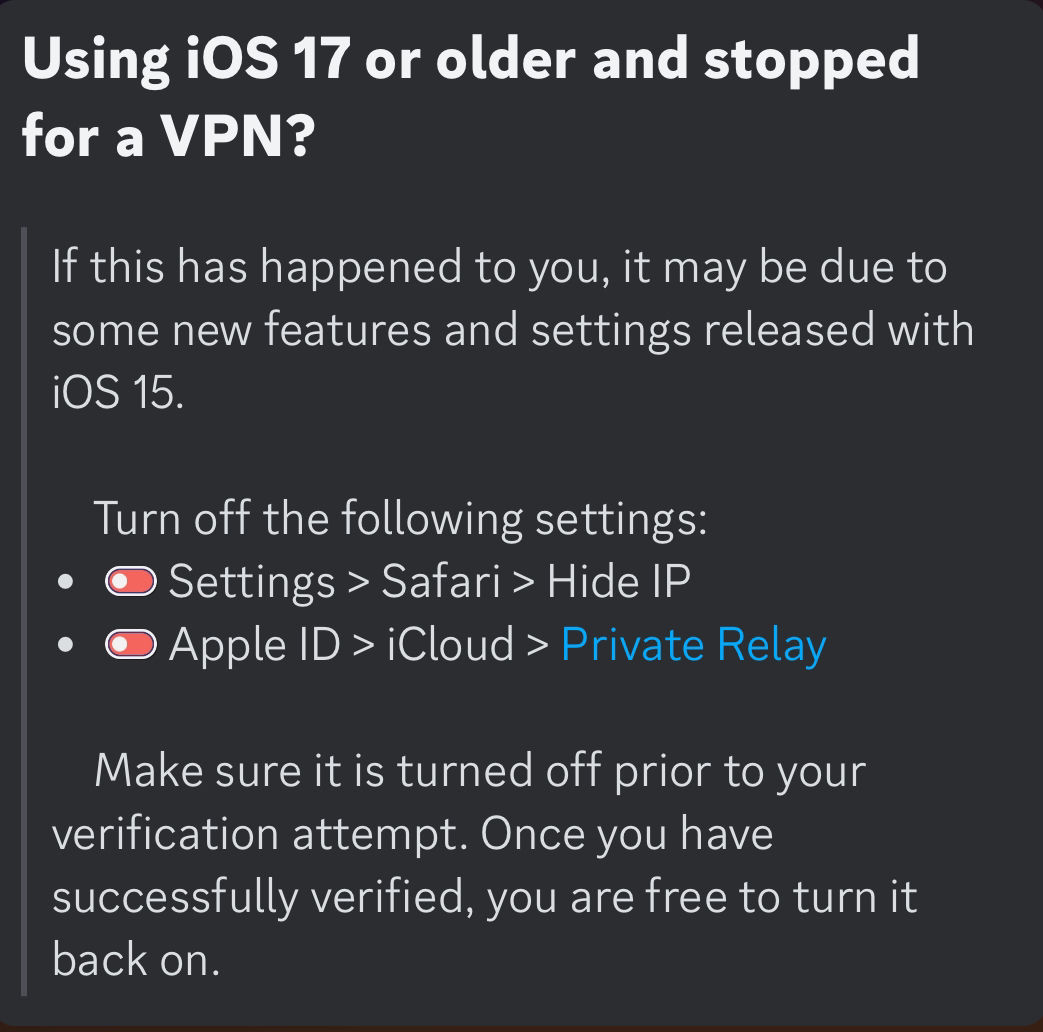 Using iOS 17 or older and stopped
for a VPN?
If this has happened to you, it may be due to
some new features and settings released with
iOS 15.
Turn off the following settings:
• Settings > Safari > Hide IP
• Apple ID > iCloud > Private Relay
Make sure it is turned off prior to your
verification attempt. Once you have
successfully verified, you are free to turn it
back on.